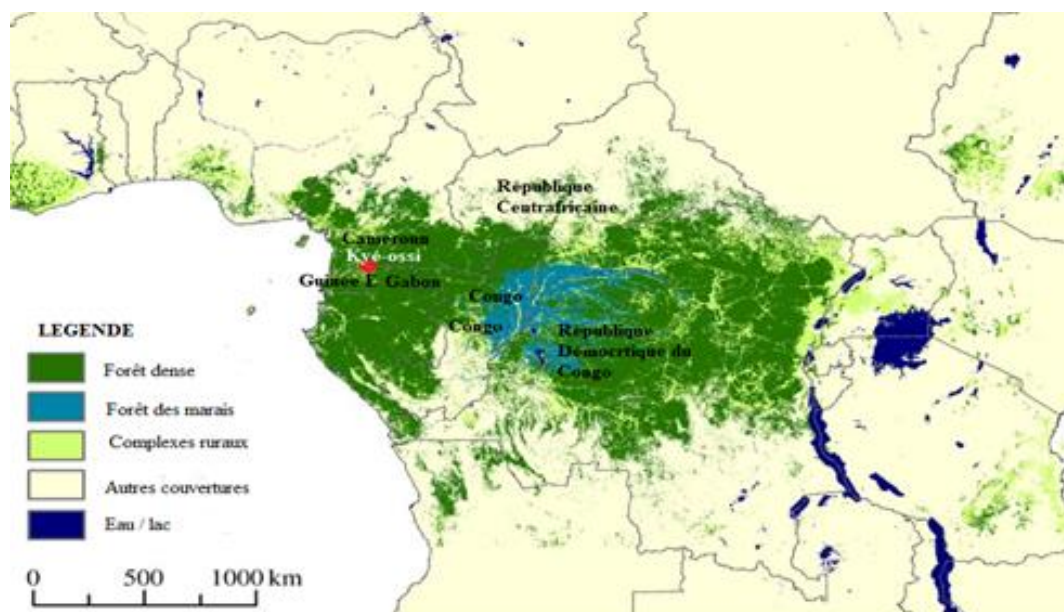 République
Centrafricaine
Cameroun
Kyé-ossi
Guinée E Gabon
Congo
Congo
République
Démocrtique du
Congo
LEGENDE
Forêt dense
Forêt des marais
Complexes ruraux
Autres couvertures
Eau / lac
0 500 1000 km